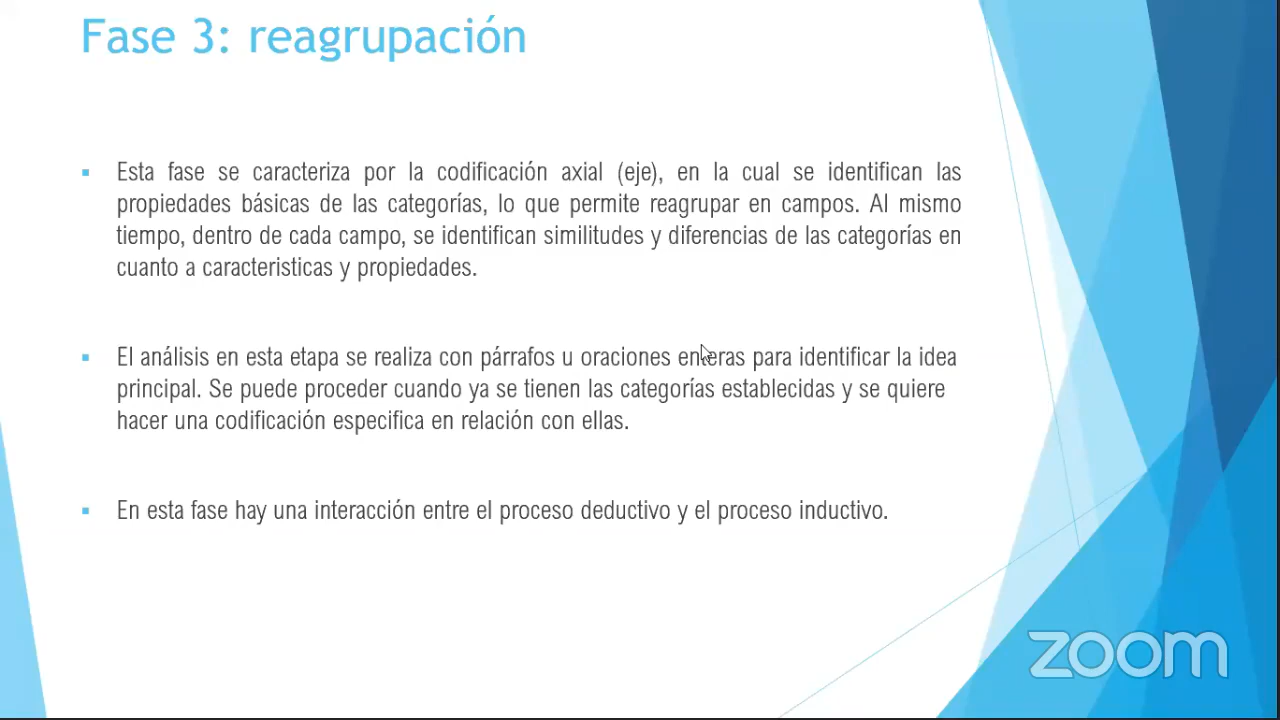 Fase 3: reagrupación
Esta fase se caracteriza por la codificación axial (eje), en la cual se identifican las
propiedades básicas de las categorías, lo que permite reagrupar en campos. Al mismo
tiempo, dentro de cada campo, se identifican similitudes y diferencias de las categorías en
cuanto a caracteristicas y propiedades.
El análisis en esta etapa se realiza con párrafos u oraciones enteras para identificar la idea
principal. Se puede proceder cuando ya se tienen las categorías establecidas y se quiere
hacer una codificación especifica en relación con ellas.
En esta fase hay una interacción entre el proceso deductivo y el proceso inductivo.
zoom